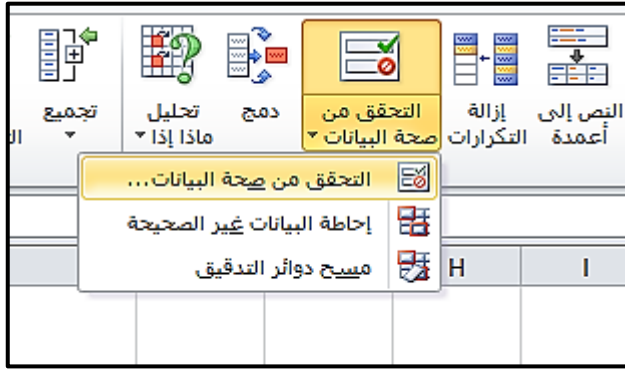 النص إلى أعمدة
إزالة التكرارات
التحقق من صحة البيانات
دمج
تحليل ماذا إذا
تجميع
التحقق من صحة البيانات...
إحاطة البيانات غير الصحيحة
مسح دوائر التدقيق
H I